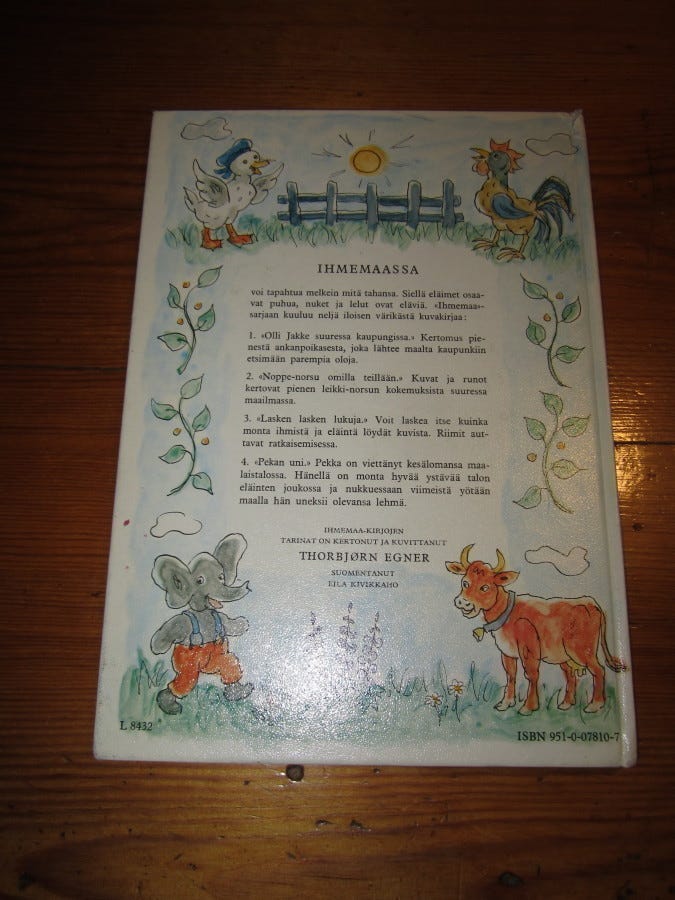 IHMEMAASSA
voi tapahtua melkein mitä tahansa. Siellä eläimet osaa-
vat puhua, nuket ja lelut ovat eläviä. «Ihmemaa»-
sarjaan kuuluu neljä iloisen värikästä kuvakirjaa:
1. «Olli Jakke suuressa kaupungissa.» Kertomus pie-
nestä ankanpoikasesta, joka lähtee maalta kaupunkiin
etsimään parempia oloja.
2. «Noppe-norsu omilla teillään.» Kuvat ja runot
kertovat pienen leikki-norsun kokemuksista suuressa
maailmassa.
3. «Lasken lasken lukuja.» Voit laskea itse kuinka
monta ihmistä ja eläintä löydät kuvista. Riimit aut-
tavat ratkaisemisessa.
4. «Pekan uni.» Pekka on viettänyt kesälomansa maa-
laistalossa. Hänellä on monta hyvää ystävää talon
eläinten joukossa ja nukkuessaan viimeistä yötään
maalla hän uneksii olevansa lehmä.
IHMEMAA-KIRJOJEN
TARINAT ON KERTONUT JA KUVITTANUT
THORBJØRN EGNER
SUOMENTANUT
EILA KIVIKKAHO
L 8432
ISBN 951-0-07810-7